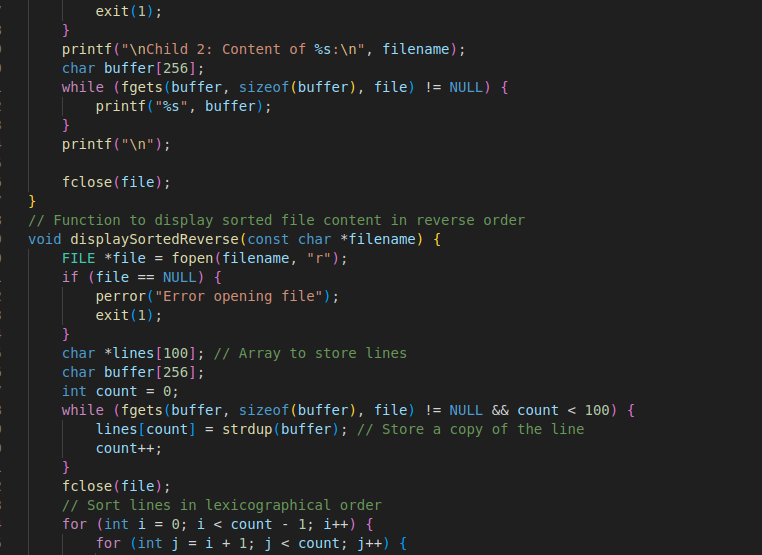 exit(1);
    }
    printf("\nChild 2: Content of %s:\n", filename);
    char buffer[256];
    while (fgets(buffer, sizeof(buffer), file) != NULL) {
        printf("%s", buffer);
    }
    printf("\n");

    fclose(file);
}
// Function to display sorted file content in reverse order
void displaySortedReverse(const char *filename) {
    FILE *file = fopen(filename, "r");
    if (file == NULL) {
        perror("Error opening file");
        exit(1);
    }
    char *lines[100]; // Array to store lines
    char buffer[256];
    int count = 0;
    while (fgets(buffer, sizeof(buffer), file) != NULL && count < 100) {
        lines[count] = strdup(buffer); // Store a copy of the line
        count++;
    }
    fclose(file);
    // Sort lines in lexicographical order
    for (int i = 0; i < count - 1; i++) {
        for (int j = i + 1; j < count; j++) {